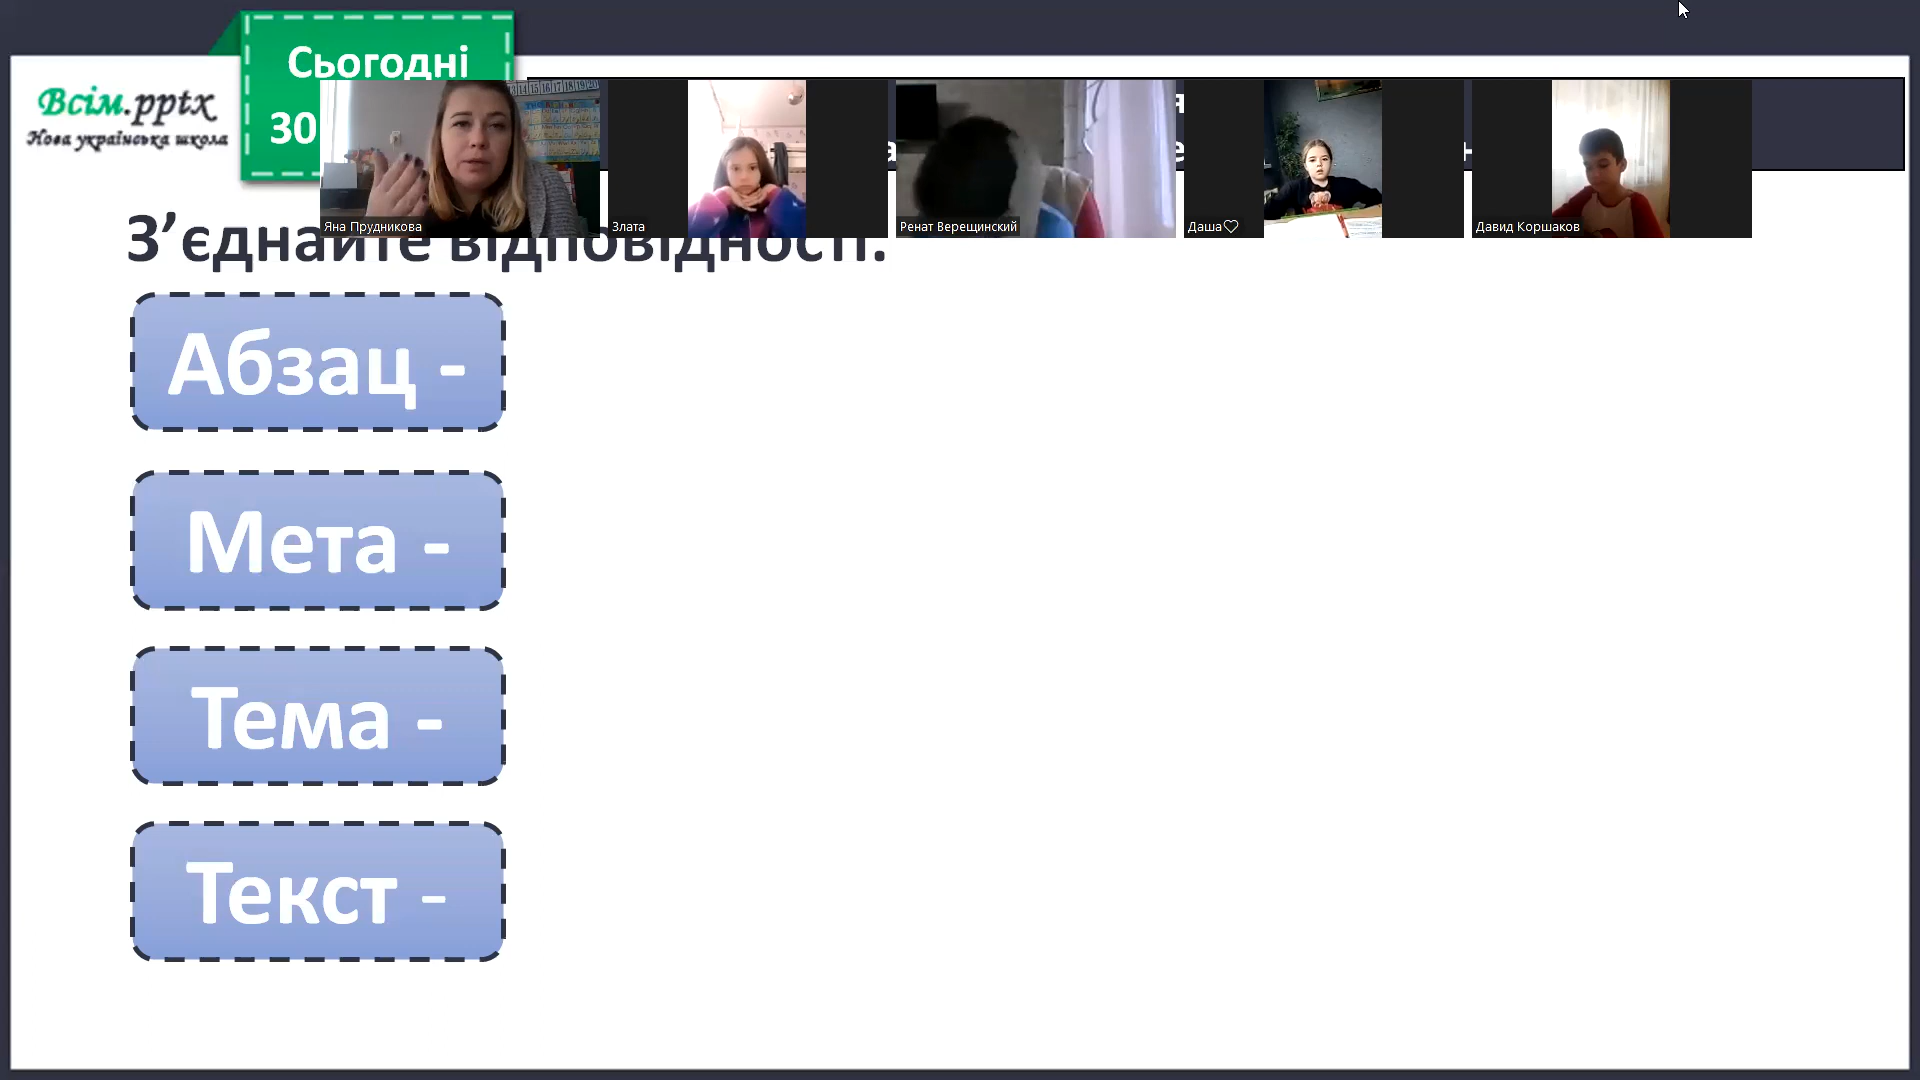 Сьогодні
30
Всім.pptx
Нова українська школа
Яна Прудникова
Злата
Ренат Верещинский
Даша♡
Давид Коршаков
З’єднайте відповідності.
Абзац -
Мета -
Тема -
Текст -